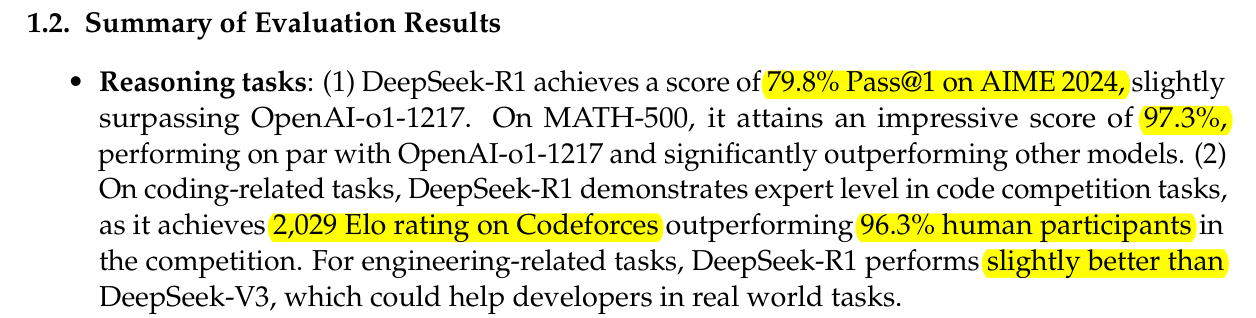 1.2. Summary of Evaluation Results
• Reasoning tasks: (1) DeepSeek-R1 achieves a score of 79.8% Pass@1 on AIME 2024, slightly
surpassing OpenAI-o1-1217. On MATH-500, it attains an impressive score of 97.3%,
performing on par with OpenAI-o1-1217 and significantly outperforming other models. (2)
On coding-related tasks, DeepSeek-R1 demonstrates expert level in code competition tasks,
as it achieves 2,029 Elo rating on Codeforces outperforming 96.3% human participants in
the competition. For engineering-related tasks, DeepSeek-R1 performs slightly better than
DeepSeek-V3, which could help developers in real world tasks.